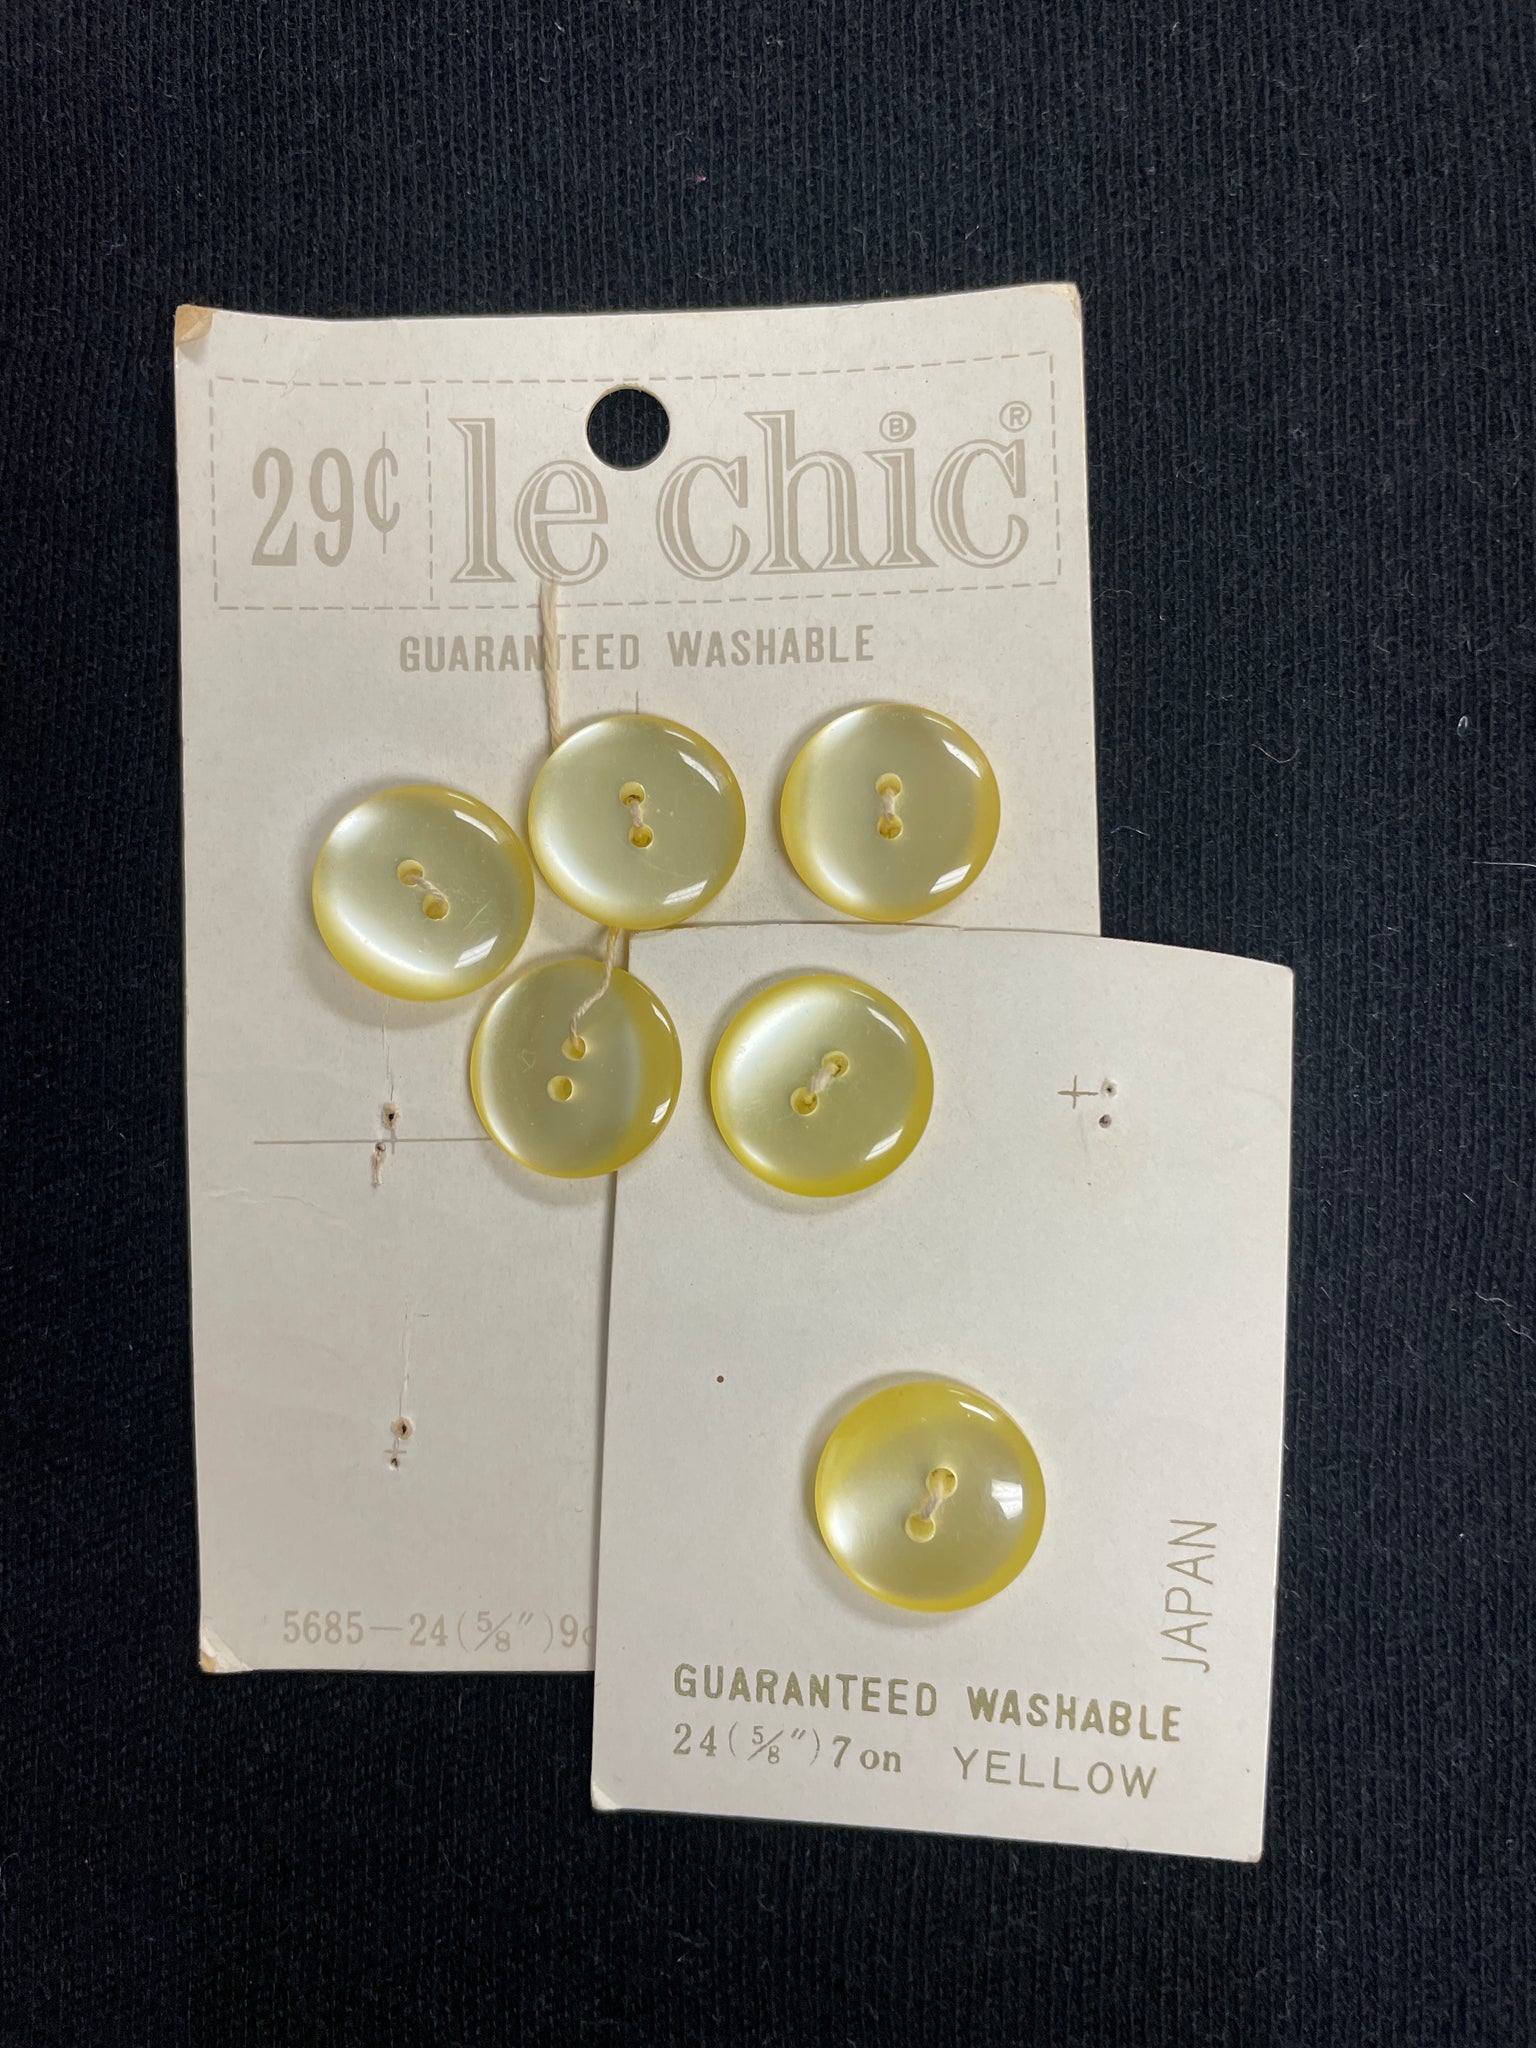 29¢ le chic B ®
GUARANTEED WASHABLE
5685-24(5/8")9¢
JAPAN
GUARANTEED WASHABLE
24(5/8")7on YELLOW